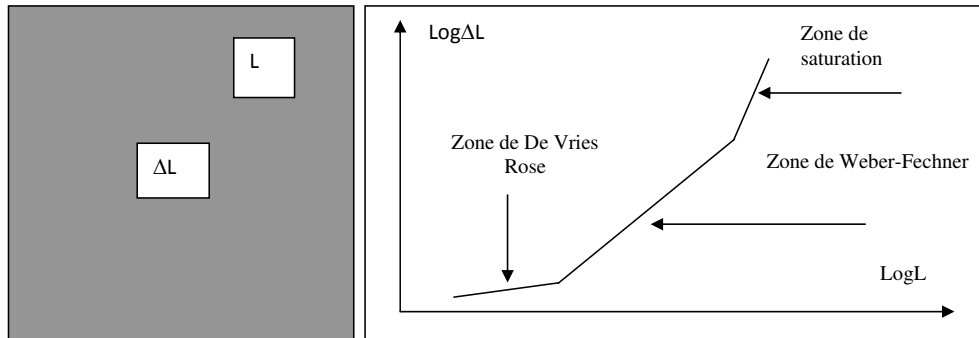 L
ΔL
LogΔL
Zone de
saturation
Zone de De Vries
Rose
Zone de Weber-Fechner
LogL